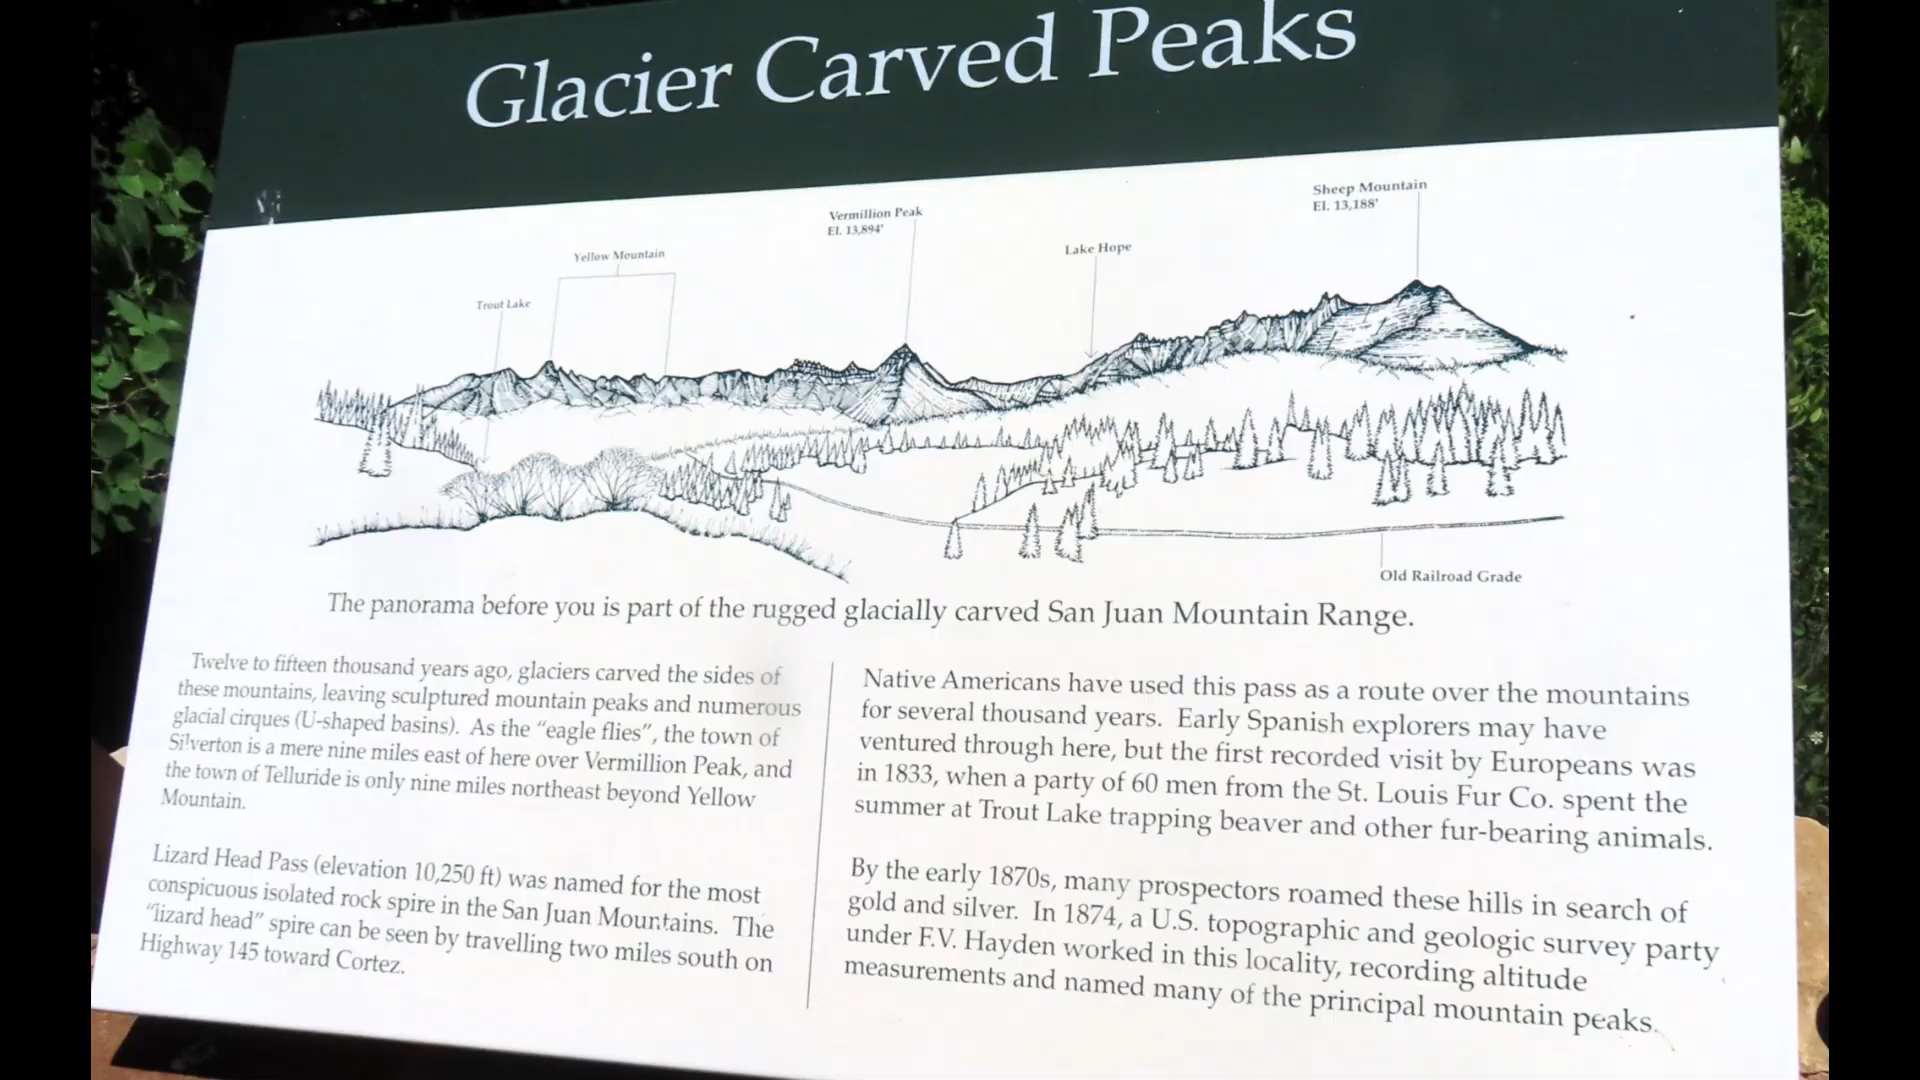 Glacier Carved Peaks
Sheep Mountain
El. 13,188'
Vermillion Peak
El. 13,894'
Lake Hope
Yellow Mountain
Trout Lake
Old Railroad Grade
The panorama before you is part of the rugged glacially carved San Juan Mountain Range.
Twelve to fifteen thousand years ago, glaciers carved the sides of
these mountains, leaving sculptured mountain peaks and numerous
glacial cirques (U-shaped basins). As the “eagle flies”, the town of
Silverton is a mere nine miles east of here over Vermillion Peak, and
the town of Telluride is only nine miles northeast beyond Yellow
Mountain.
Lizard Head Pass (elevation 10,250 ft) was named for the most
conspicuous isolated rock spire in the San Juan Mountains. The
“lizard head” spire can be seen by travelling two miles south on
Highway 145 toward Cortez.
Native Americans have used this pass as a route over the mountains
for several thousand years. Early Spanish explorers may have
ventured through here, but the first recorded visit by Europeans was
in 1833, when a party of 60 men from the St. Louis Fur Co. spent the
summer at Trout Lake trapping beaver and other fur-bearing animals.
By the early 1870s, many prospectors roamed these hills in search of
gold and silver. In 1874, a U.S. topographic and geologic survey party
under F.V. Hayden worked in this locality, recording altitude
measurements and named many of the principal mountain peaks.